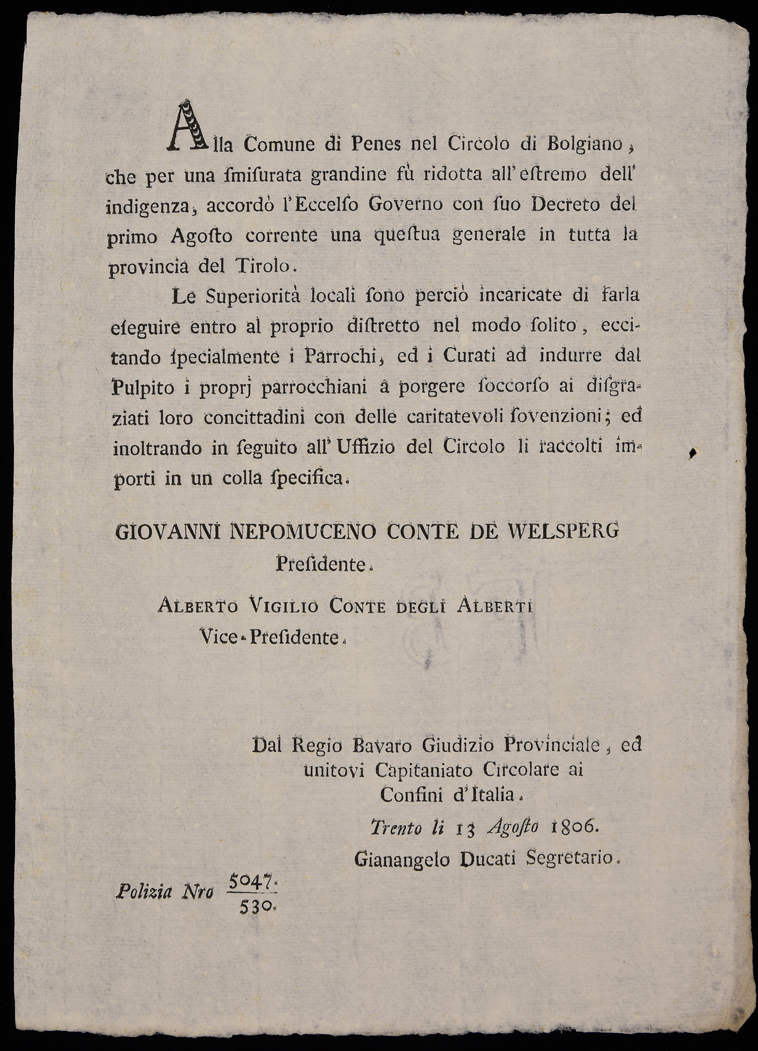 Alla Comune di Penes nel Circolo di Bolgiano,
che per una ſmiſurata grandine fù ridotta all'eſtremo dell'
indigenza, accordò l'Eccelſo Governo con ſuo Decreto del
primo Agoſto corrente una queſtua generale in tutta la
provincia del Tirolo.
Le Superiorità locali ſono perciò incaricate di farla
eſeguire entro al proprio diſtretto nel modo ſolito, ecci-
tando ſpecialmente i Parrochi, ed i Curati ad indurre dal
Pulpito i proprj parrocchiani à porgere ſoccorſo ai diſgra-
ziati loro concittadini con delle caritatevoli ſovenzioni; ed
inoltrando in ſeguito all'Uffizio del Circolo li raccolti im-
porti in un colla ſpecifica.
GIOVANNI NEPOMUCENO CONTE DE WELSPERG
Preſidente.
ALBERTO VIGILIO CONTE DEGLI ALBERTI
Vice-Preſidente.
Dal Regio Bavaro Giudizio Provinciale, ed
unitovi Capitaniato Circolare ai
Confini d'Italia.
Trento li 13 Agoſto 1806.
Gianangelo Ducati Segretario.
Polizia Nro 5047.
530.